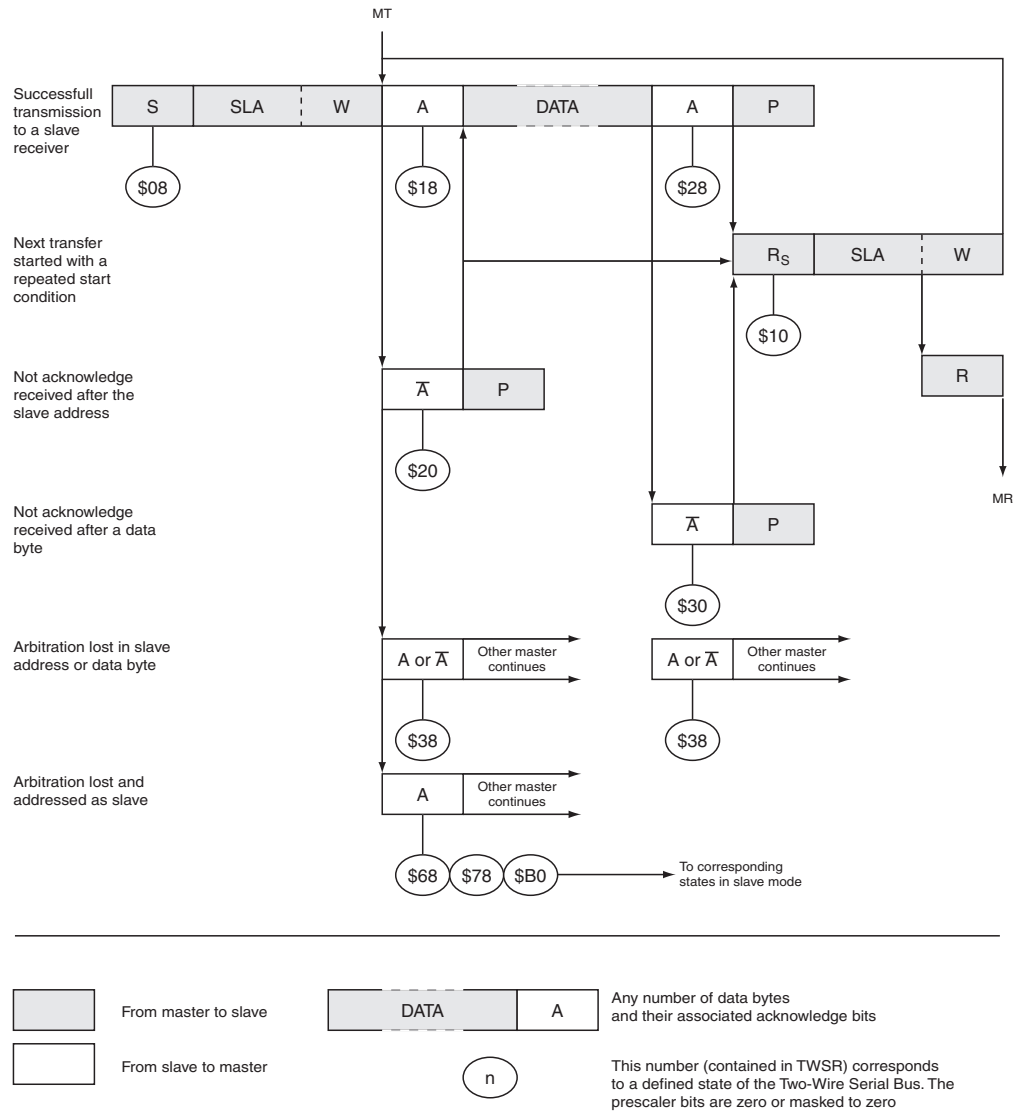 MT
Successfull
transmission
to a slave
receiver
S SLA W A DATA A P
$08 $18 $28
Next transfer
started with a
repeated start
condition
RS SLA W
$10
Not acknowledge
received after the
slave address
A̅ P
R
$20
MR
Not acknowledge
received after a data
byte
A̅ P
$30
Arbitration lost in slave
address or data byte
A or A̅
Other master
continues
A or A̅
Other master
continues
$38 $38
Arbitration lost and
addressed as slave
A
Other master
continues
$68 $78 $B0
To corresponding
states in slave mode
From master to slave
DATA A
Any number of data bytes
and their associated acknowledge bits
From slave to master
n
This number (contained in TWSR) corresponds
to a defined state of the Two-Wire Serial Bus. The
prescaler bits are zero or masked to zero